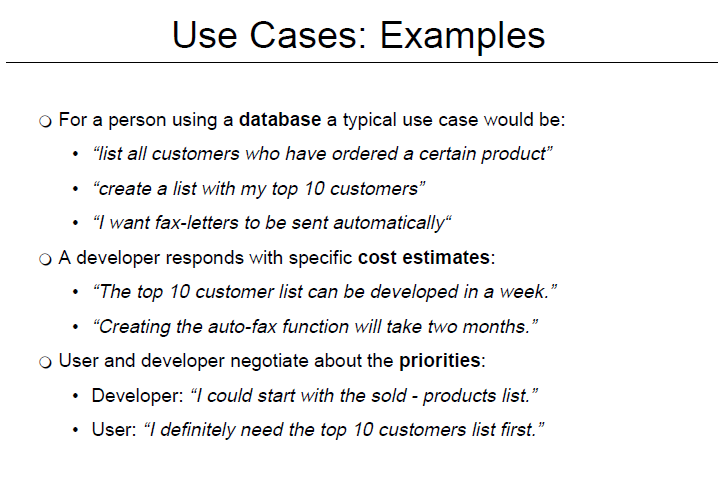 Use Cases: Examples
For a person using a database a typical use case would be:
• “list all customers who have ordered a certain product”
• “create a list with my top 10 customers”
• “I want fax-letters to be sent automatically“
A developer responds with specific cost estimates:
• “The top 10 customer list can be developed in a week.”
• “Creating the auto-fax function will take two months.”
User and developer negotiate about the priorities:
• Developer: “I could start with the sold - products list.”
• User: “I definitely need the top 10 customers list first.”